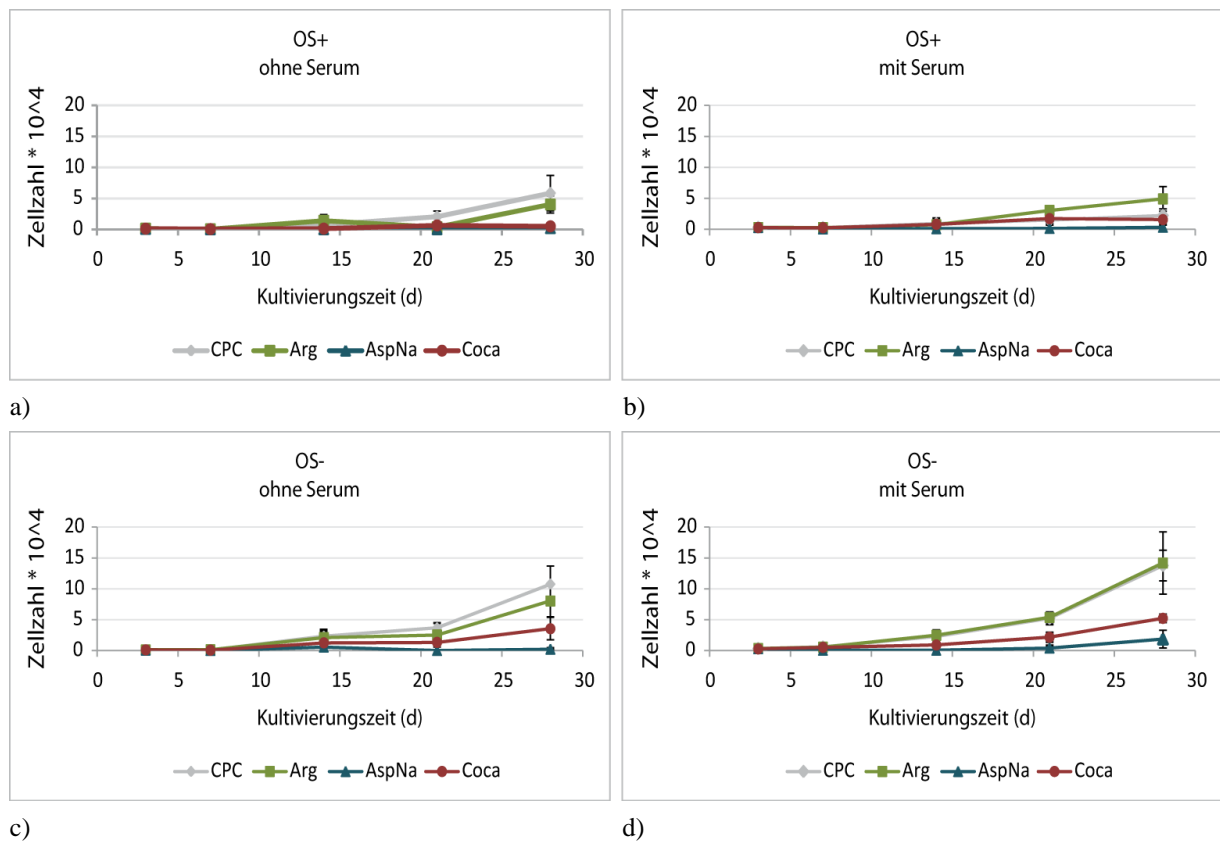 OS+
ohne Serum
Zellzahl * 10^4
20
15
10
5
0
0 5 10 15 20 25 30
Kultivierungszeit (d)
CPC Arg AspNa Coca
a)
OS+
mit Serum
Zellzahl * 10^4
20
15
10
5
0
0 5 10 15 20 25 30
Kultivierungszeit (d)
CPC Arg AspNa Coca
b)
OS-
ohne Serum
Zellzahl * 10^4
20
15
10
5
0
0 5 10 15 20 25 30
Kultivierungszeit (d)
CPC Arg AspNa Coca
c)
OS-
mit Serum
Zellzahl * 10^4
20
15
10
5
0
0 5 10 15 20 25 30
Kultivierungszeit (d)
CPC Arg AspNa Coca
d)